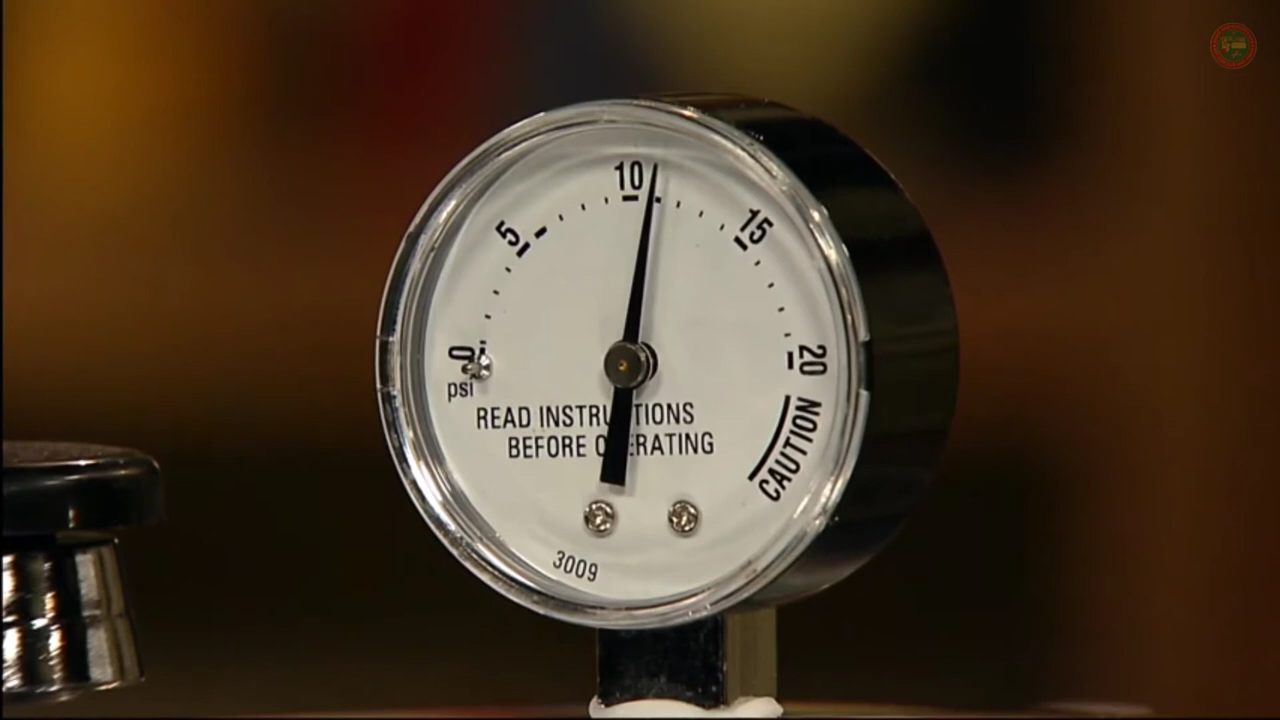 10
5
15
0
20
psi
READ INSTRUCTIONS
BEFORE OPERATING
CAUTION
3009